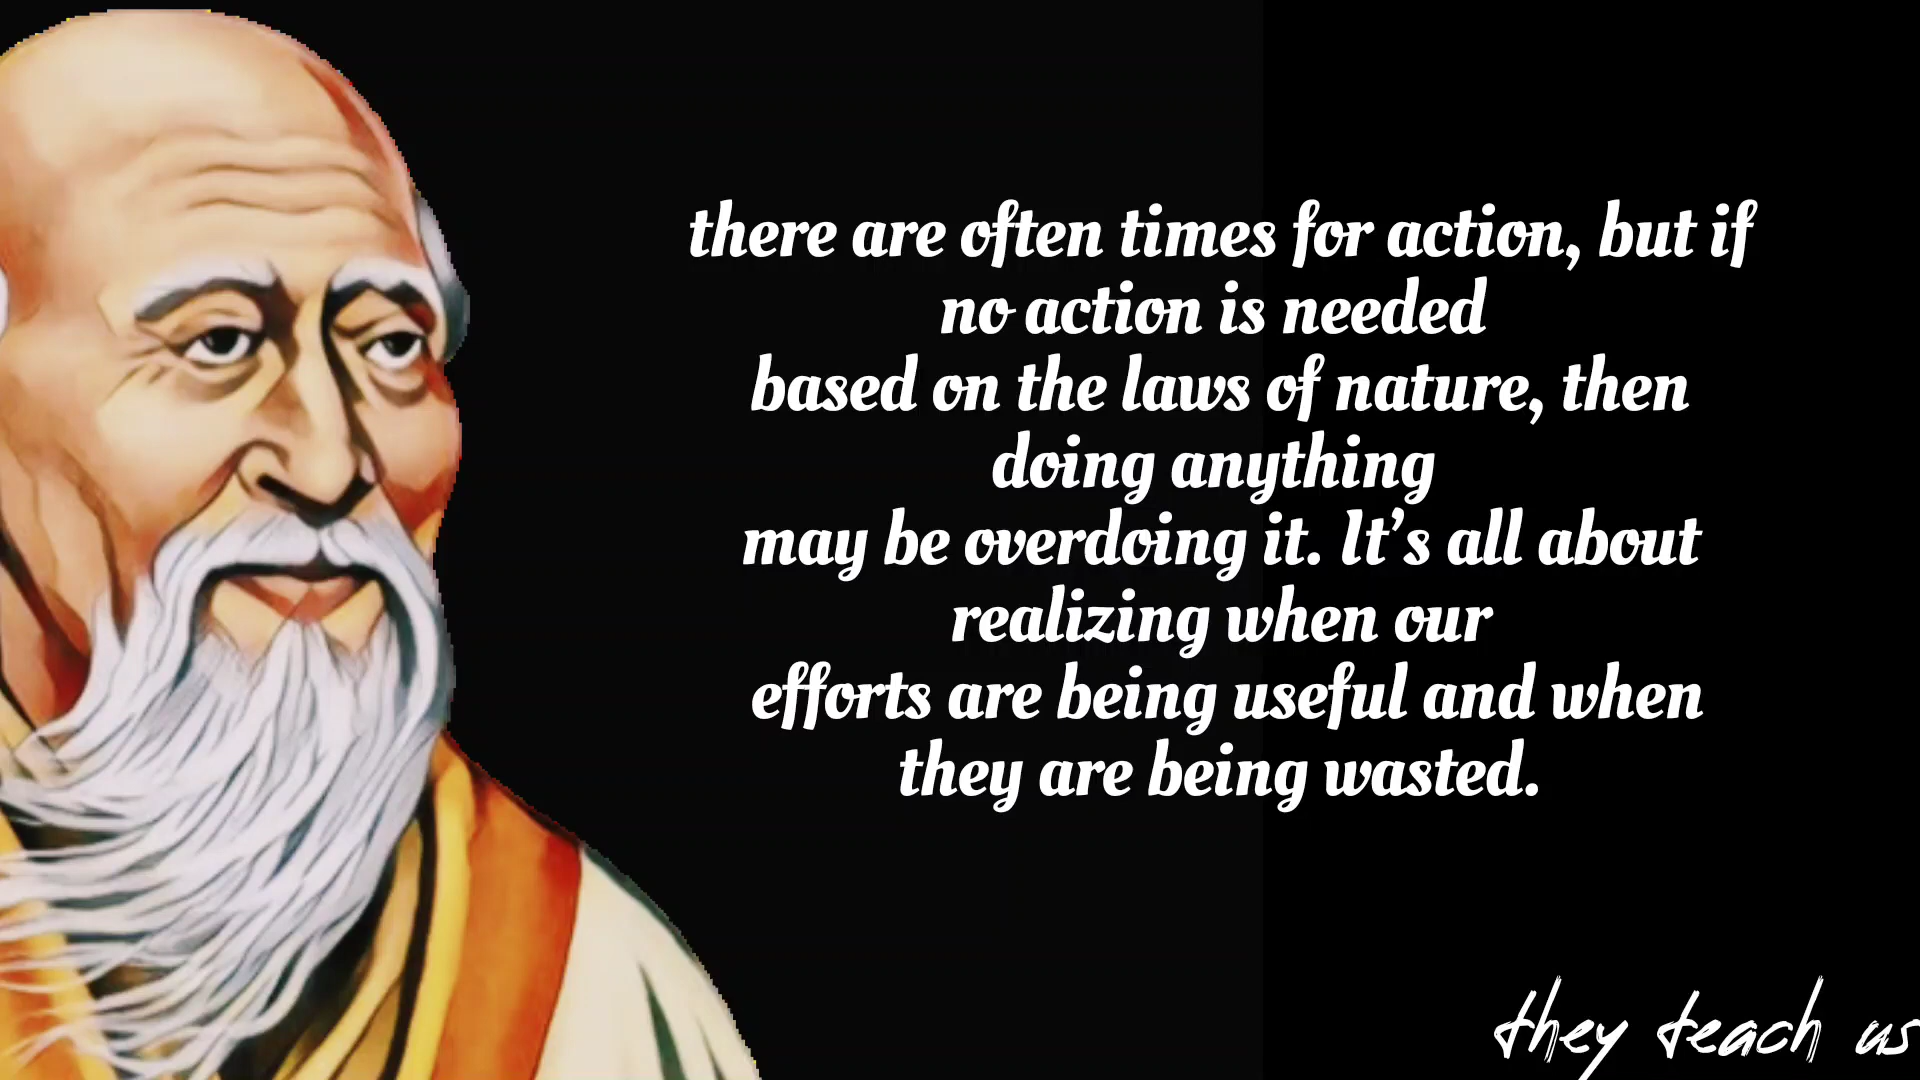 there are often times for action, but if
no action is needed
based on the laws of nature, then
doing anything
may be overdoing it. It’s all about
realizing when our
efforts are being useful and when
they are being wasted.
they teach us